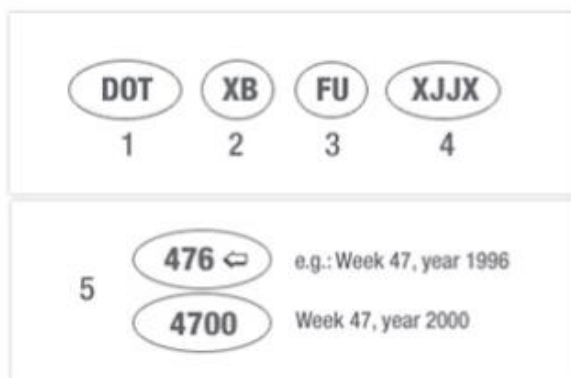 DOT XB FU XJJX
1 2 3 4
476 ⇦ e.g.: Week 47, year 1996
5
4700 Week 47, year 2000